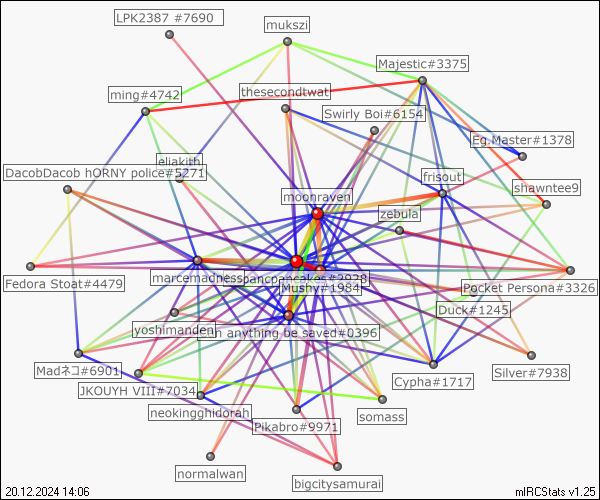 LPK2387 #7690
mukszi
Majestic#3375
ming#4742
thesecondtwat
Swirly Boi#6154
Eg.Master#1378
eliakith
DacobDacob hORNY police#5271
frisout
shawntee9
moonraven
zebula
marcemadness
pancpancakes#2928
Fedora Stoat#4479
Mushy#1984
Pocket Persona#3326
Duck#1245
yoshimanden
n anything be saved#0396
Madネコ#6901
Silver#7938
Cypha#1717
JKOUYH VIII#7034
neokingghidorah
somass
Pikabro#9971
normalwan
bigcitysamurai
20.12.2024 14:06
mIRCStats v1.25